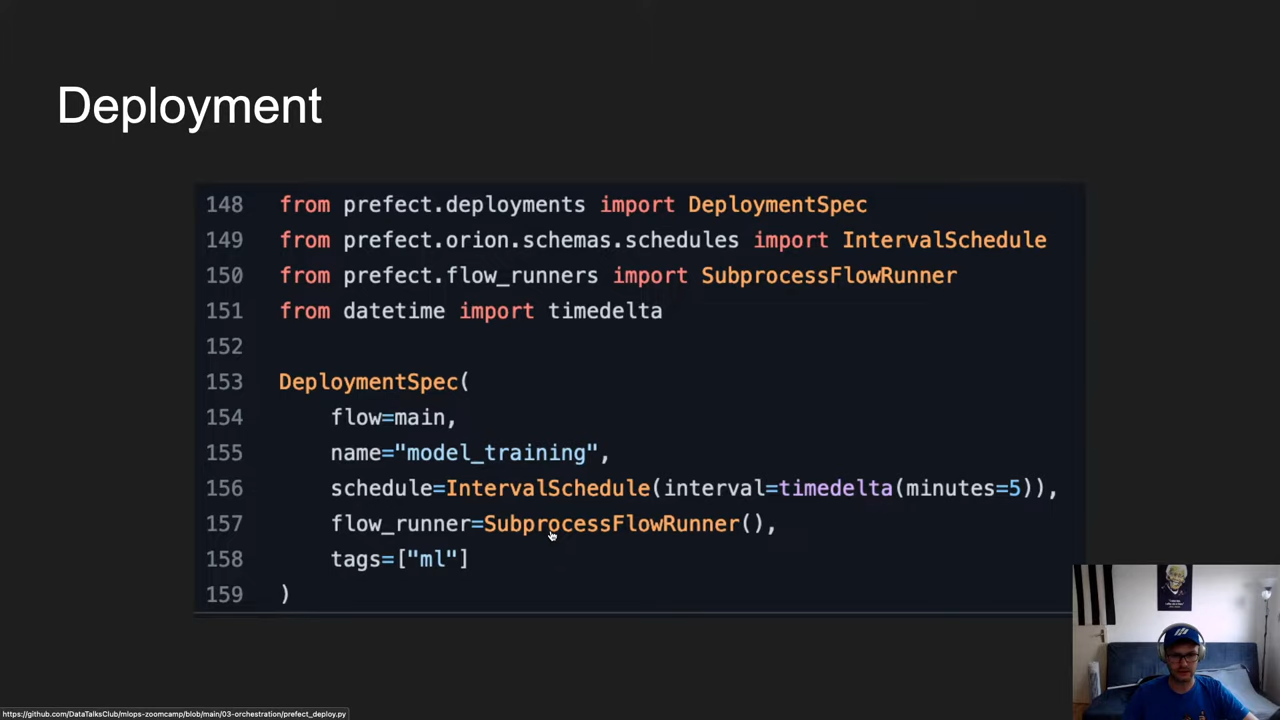 Deployment
148 from prefect.deployments import DeploymentSpec
149 from prefect.orion.schemas.schedules import IntervalSchedule
150 from prefect.flow_runners import SubprocessFlowRunner
151 from datetime import timedelta
152
153 DeploymentSpec(
154     flow=main,
155     name="model_training",
156     schedule=IntervalSchedule(interval=timedelta(minutes=5)),
157     flow_runner=SubprocessFlowRunner(),
158     tags=["ml"]
159 )
https://github.com/DataTalksClub/mlops-zoomcamp/blob/main/03-orchestration/prefect_deploy.py